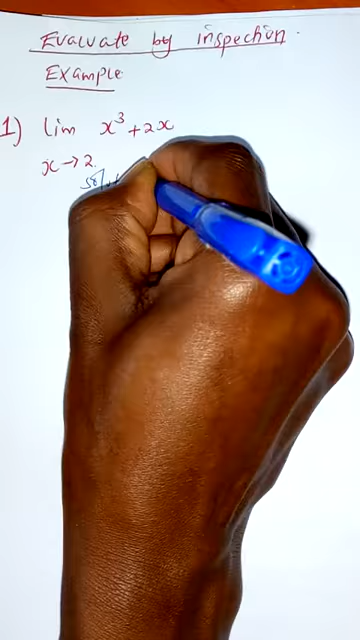 Evaluate by inspection.
Example
1) lim x³+2x
x→2.